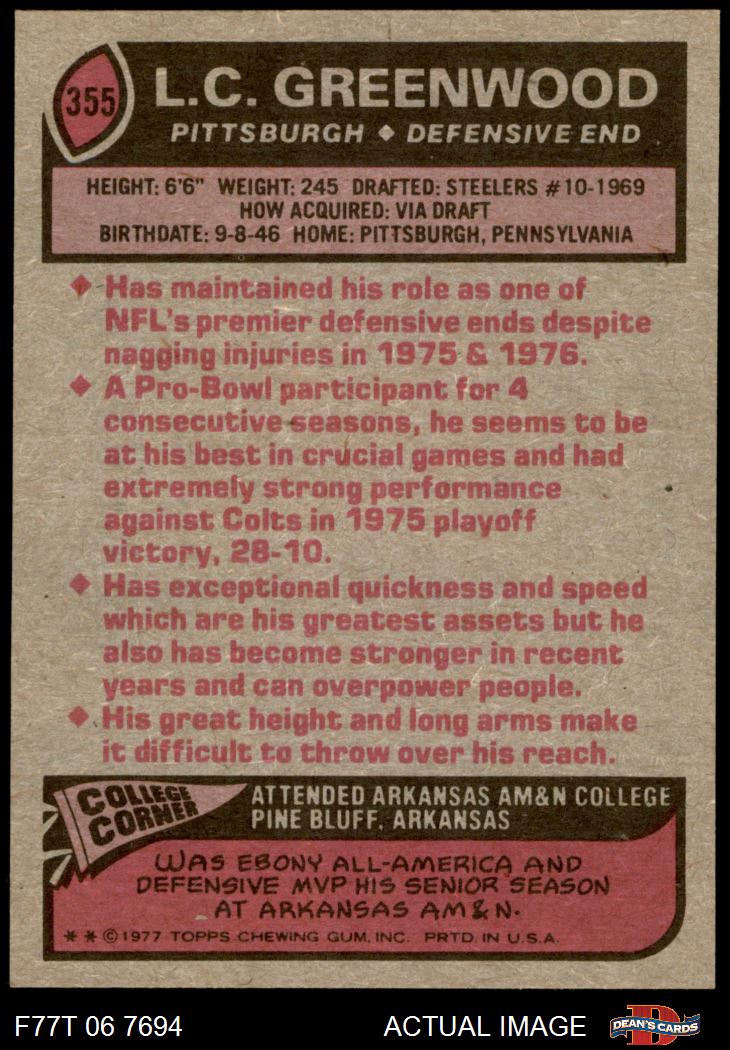 355
L.C. GREENWOOD
PITTSBURGH ◆ DEFENSIVE END
HEIGHT: 6'6" WEIGHT: 245 DRAFTED: STEELERS #10-1969
HOW ACQUIRED: VIA DRAFT
BIRTHDATE: 9-8-46 HOME: PITTSBURGH, PENNSYLVANIA
◆ Has maintained his role as one of
NFL's premier defensive ends despite
nagging injuries in 1975 & 1976.
◆ A Pro-Bowl participant for 4
consecutive seasons, he seems to be
at his best in crucial games and had
extremely strong performance
against Colts in 1975 playoff
victory, 28-10.
◆ Has exceptional quickness and speed
which are his greatest assets but he
also has become stronger in recent
years and can overpower people.
◆ His great height and long arms make
it difficult to throw over his reach.
COLLEGE
CORNER
ATTENDED ARKANSAS AM&N COLLEGE
PINE BLUFF, ARKANSAS
WAS EBONY ALL-AMERICA AND
DEFENSIVE MVP HIS SENIOR SEASON
AT ARKANSAS AM&N.
* * ©1977 TOPPS CHEWING GUM, INC. PRTD. IN U.S.A.
F77T 06 7694
ACTUAL IMAGE
D
DEAN'S CARDS